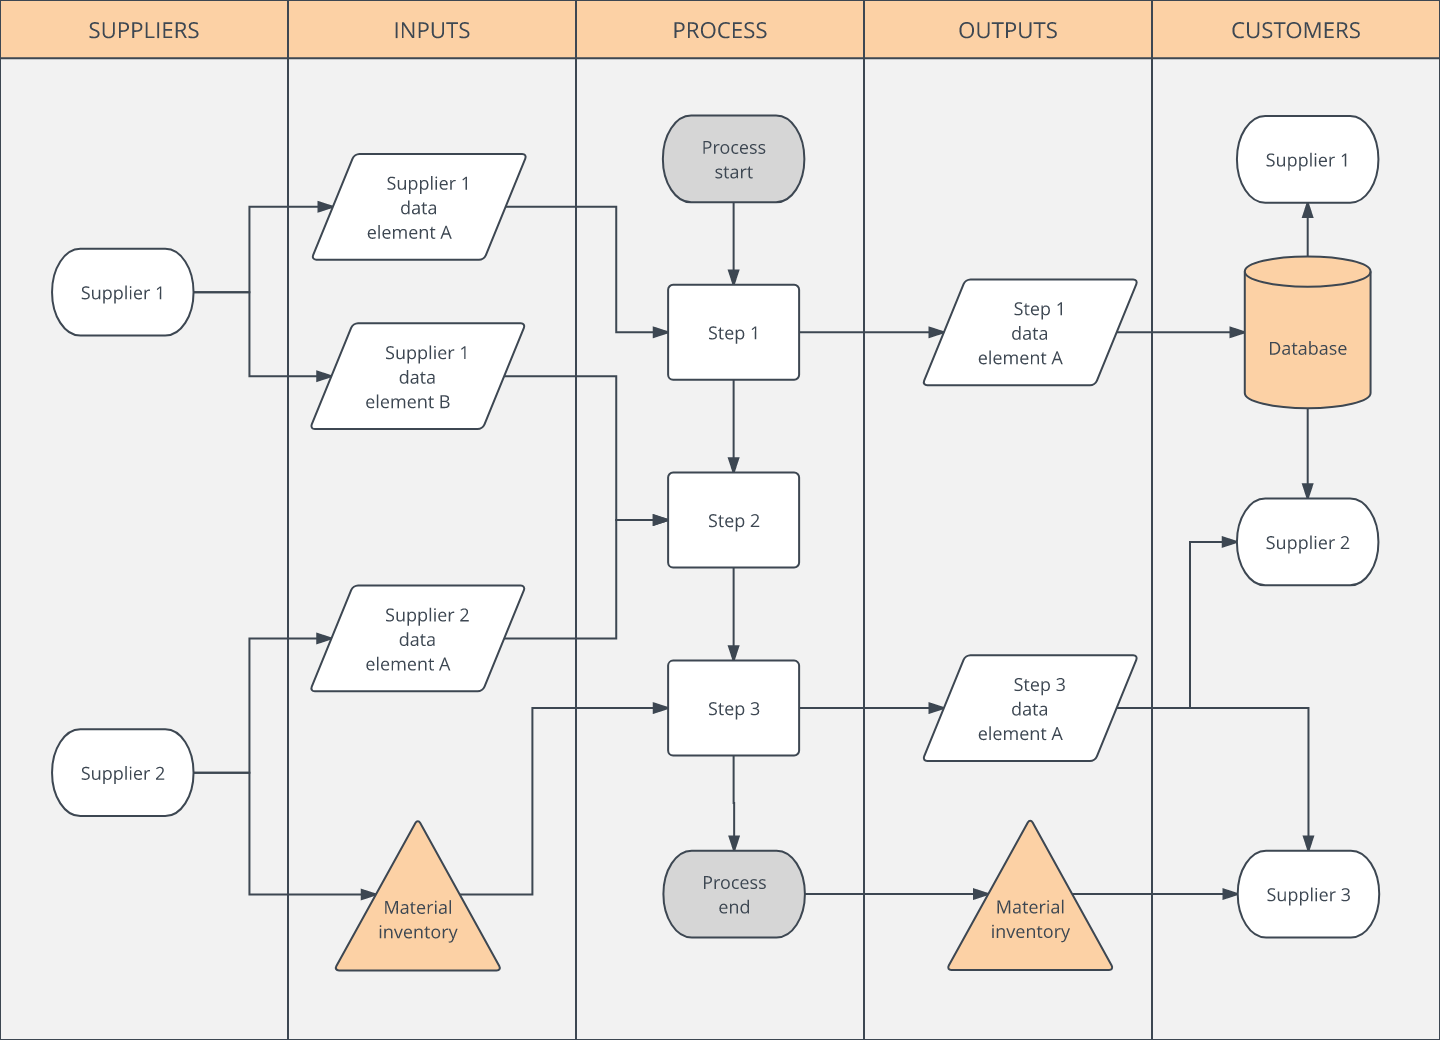 SUPPLIERS
INPUTS
PROCESS
OUTPUTS
CUSTOMERS
Supplier 1
Supplier 2
Supplier 1
data
element A
Supplier 1
data
element B
Supplier 2
data
element A
Material
inventory
Process
start
Step 1
Step 2
Step 3
Process
end
Step 1
data
element A
Step 3
data
element A
Material
inventory
Supplier 1
Database
Supplier 2
Supplier 3